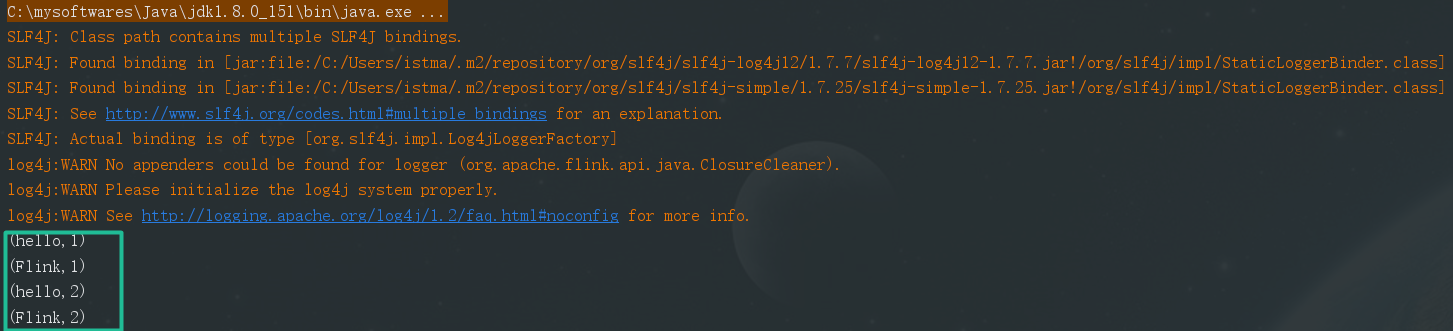 C:\mysoftwares\Java\jdk1.8.0_151\bin\java.exe ...
SLF4J: Class path contains multiple SLF4J bindings.
SLF4J: Found binding in [jar:file:/C:/Users/istma/.m2/repository/org/slf4j/slf4j-log4j12/1.7.7/slf4j-log4j12-1.7.7.jar!/org/slf4j/impl/StaticLoggerBinder.class]
SLF4J: Found binding in [jar:file:/C:/Users/istma/.m2/repository/org/slf4j/slf4j-simple/1.7.25/slf4j-simple-1.7.25.jar!/org/slf4j/impl/StaticLoggerBinder.class]
SLF4J: See http://www.slf4j.org/codes.html#multiple_bindings for an explanation.
SLF4J: Actual binding is of type [org.slf4j.impl.Log4jLoggerFactory]
log4j:WARN No appenders could be found for logger (org.apache.flink.api.java.ClosureCleaner).
log4j:WARN Please initialize the log4j system properly.
log4j:WARN See http://logging.apache.org/log4j/1.2/faq.html#noconfig for more info.
(hello,1)
(Flink,1)
(hello,2)
(Flink,2)